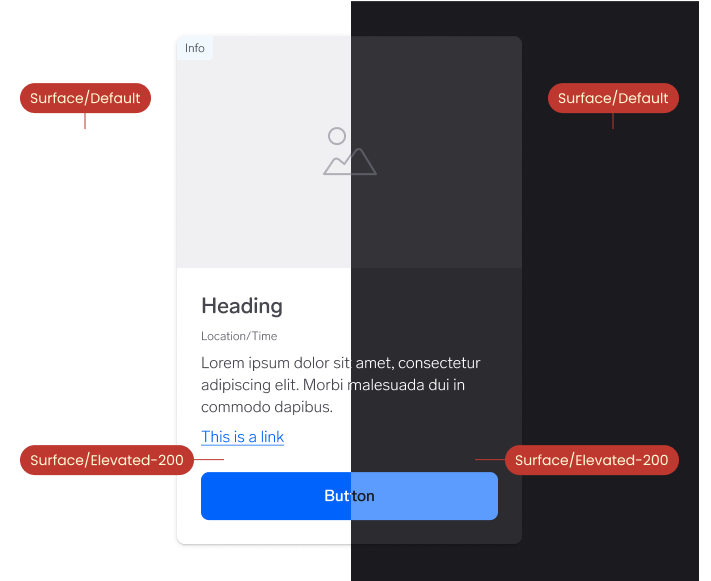 Info
Surface/Default
Surface/Default
Heading
Location/Time
Lorem ipsum dolor sit amet, consectetur
adipiscing elit. Morbi malesuada dui in
commodo dapibus.
This is a link
Surface/Elevated-200
Surface/Elevated-200
Button